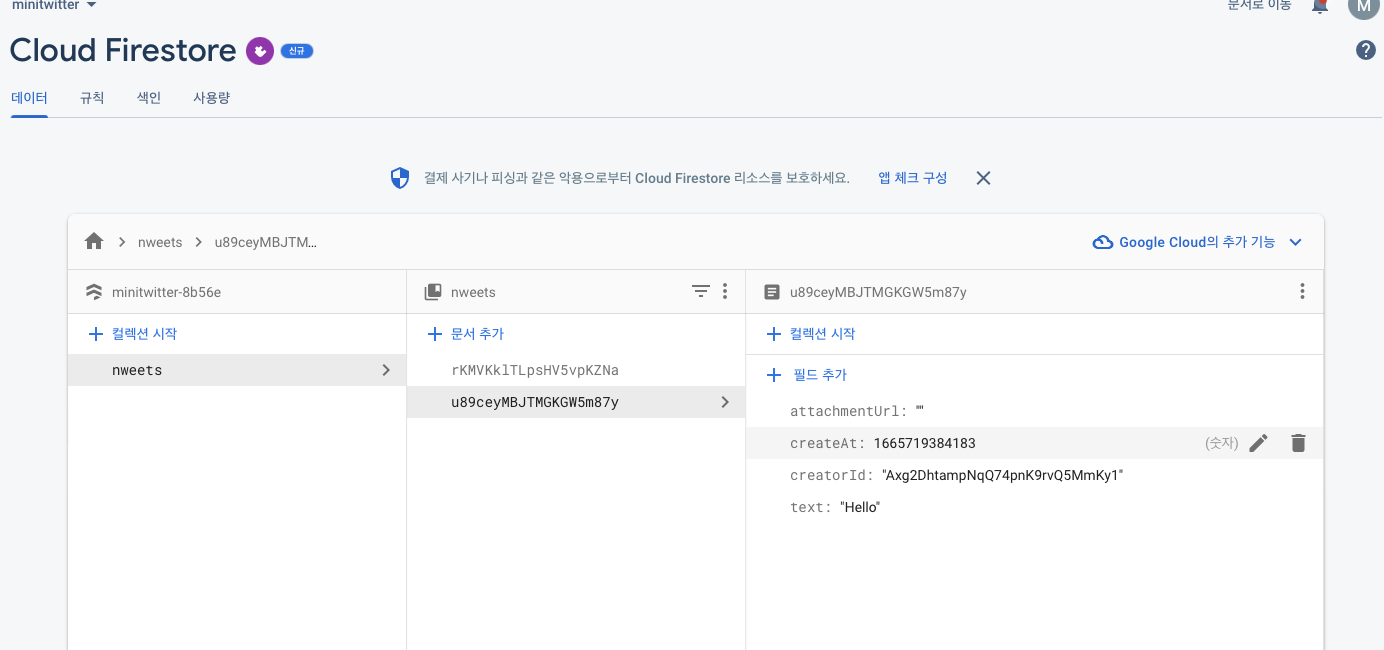 minitwitter
문서로 이동
M
Cloud Firestore 신규
데이터 규칙 색인 사용량
결제 사기나 피싱과 같은 악용으로부터 Cloud Firestore 리소스를 보호하세요. 앱 체크 구성
nweets
u89ceyMBJTM...
Google Cloud의 추가 기능
minitwitter-8b56e
컬렉션 시작
nweets
nweets
문서 추가
rKMVKklTLpsHV5vpKZNa
u89ceyMBJTMGKGW5m87y
u89ceyMBJTMGKGW5m87y
컬렉션 시작
필드 추가
attachmentUrl: ""
createAt: 1665719384183 (숫자)
creatorId: "Axg2DhtampNqQ74pnK9rvQ5MmKy1"
text: "Hello"